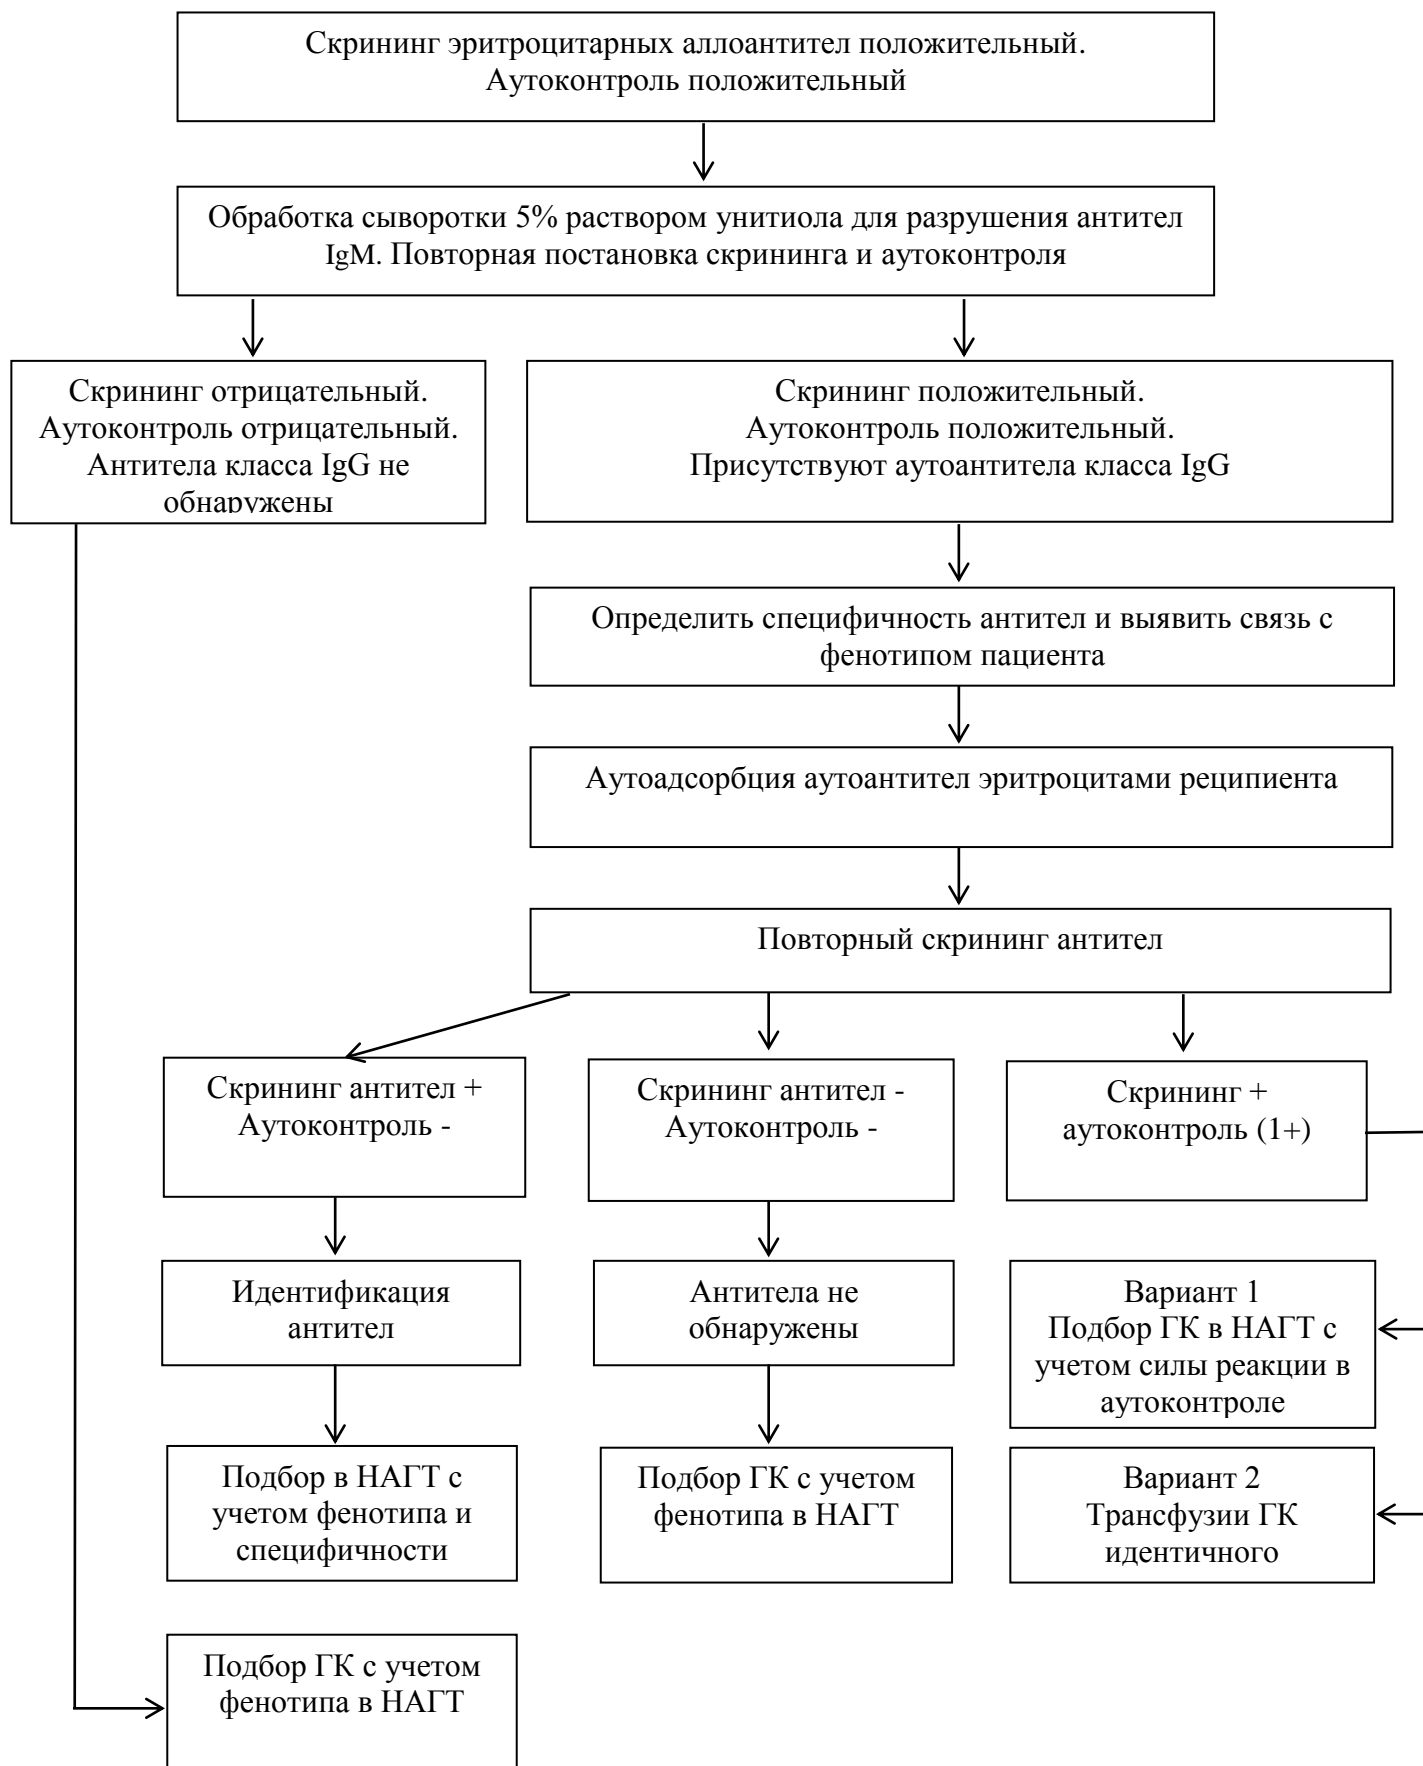 Скрининг эритроцитарных аллоантител положительный.
Аутоконтроль положительный
Обработка сыворотки 5% раствором унитиола для разрушения антител
IgM. Повторная постановка скрининга и аутоконтроля
Скрининг отрицательный.
Аутоконтроль отрицательный.
Антитела класса IgG не
обнаружены
Скрининг положительный.
Аутоконтроль положительный.
Присутствуют аутоантитела класса IgG
Определить специфичность антител и выявить связь с
фенотипом пациента
Аутоадсорбция аутоантител эритроцитами реципиента
Повторный скрининг антител
Скрининг антител +
Аутоконтроль -
Скрининг антител -
Аутоконтроль -
Скрининг +
аутоконтроль (1+)
Идентификация
антител
Антитела не
обнаружены
Вариант 1
Подбор ГК в НАГТ с
учетом силы реакции в
аутоконтроле
Подбор в НАГТ с
учетом фенотипа и
специфичности
Подбор ГК с учетом
фенотипа в НАГТ
Вариант 2
Трансфузии ГК
идентичного
Подбор ГК с учетом
фенотипа в НАГТ